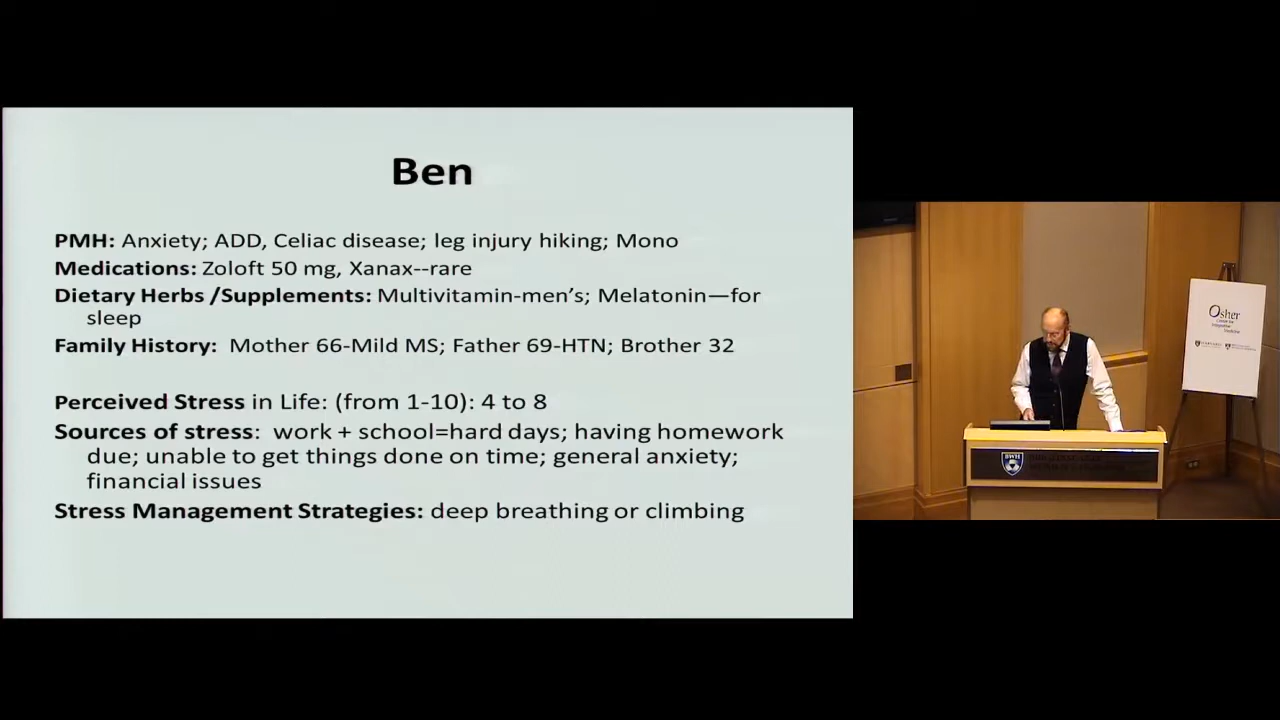 Ben
PMH: Anxiety; ADD, Celiac disease; leg injury hiking; Mono
Medications: Zoloft 50 mg, Xanax--rare
Dietary Herbs /Supplements: Multivitamin-men’s; Melatonin—for
sleep
Family History:  Mother 66-Mild MS; Father 69-HTN; Brother 32
Perceived Stress in Life: (from 1-10): 4 to 8
Sources of stress:  work + school=hard days; having homework
due; unable to get things done on time; general anxiety;
financial issues
Stress Management Strategies: deep breathing or climbing
Osher
HARVARD
BWH